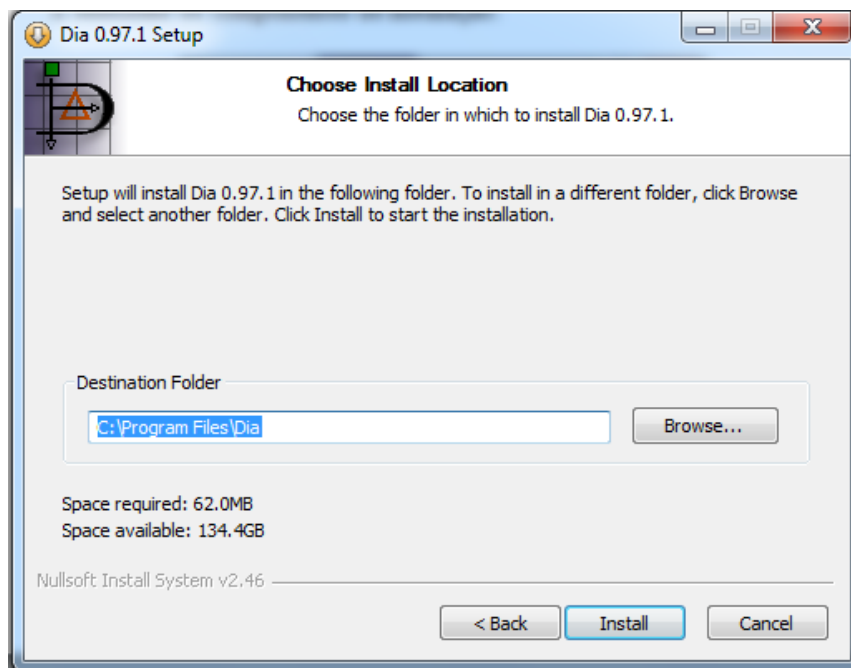 Dia 0.97.1 Setup
Choose Install Location
Choose the folder in which to install Dia 0.97.1.
Setup will install Dia 0.97.1 in the following folder. To install in a different folder, click Browse
and select another folder. Click Install to start the installation.
Destination Folder
C:\Program Files\Dia
Browse...
Space required: 62.0MB
Space available: 134.4GB
Nullsoft Install System v2.46
< Back Install Cancel